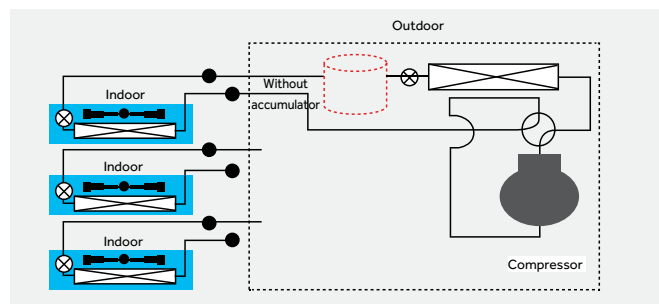 Outdoor
Indoor
Without
accumulator
Indoor
Indoor
Compressor